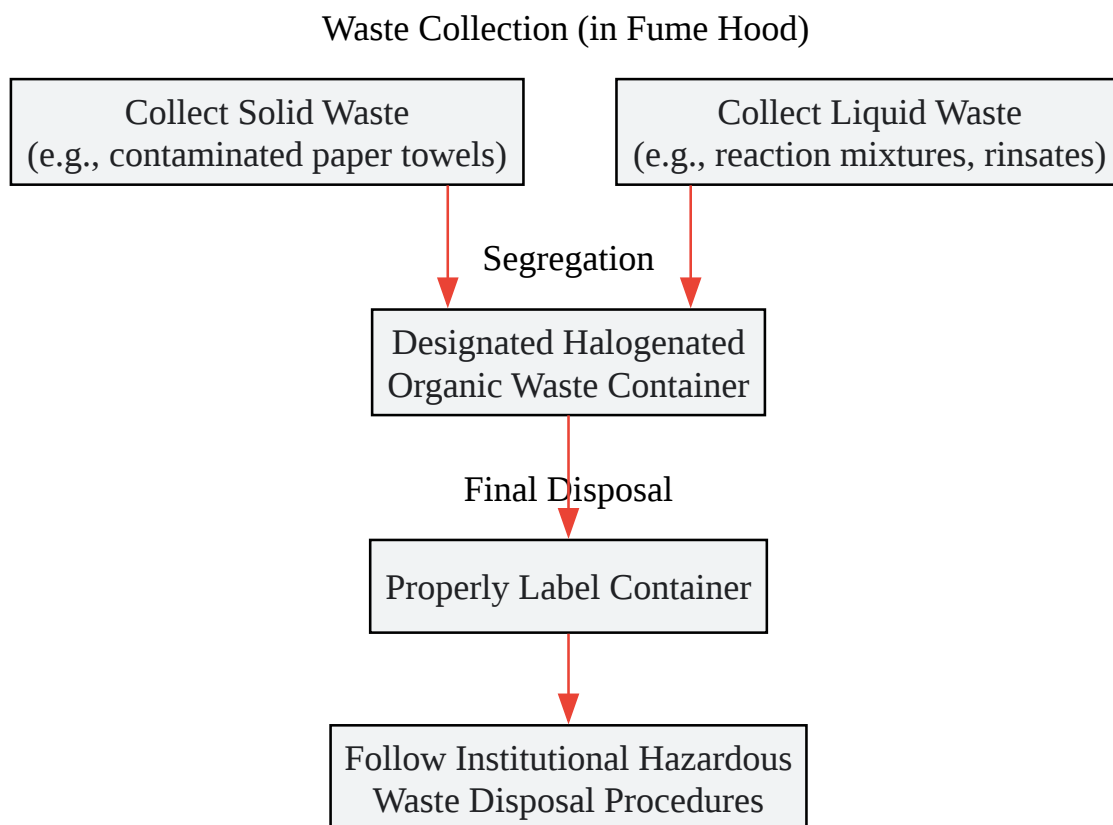 Waste Collection (in Fume Hood)
Collect Solid Waste
(e.g., contaminated paper towels)
Collect Liquid Waste
(e.g., reaction mixtures, rinsates)
Segregation
Designated Halogenated
Organic Waste Container
Final Disposal
Properly Label Container
Follow Institutional Hazardous
Waste Disposal Procedures